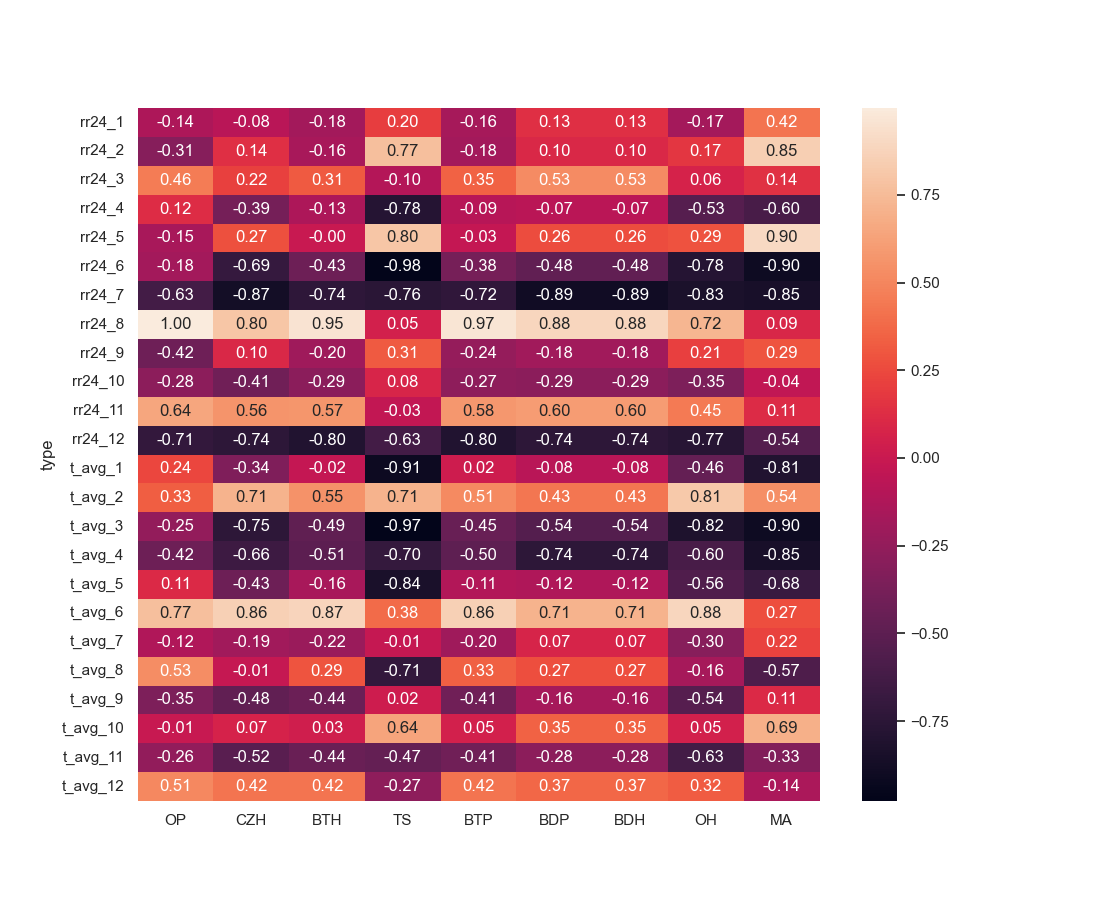 rr24_1 -0.14 -0.08 -0.18 0.20 -0.16 0.13 0.13 -0.17 0.42
rr24_2 -0.31 0.14 -0.16 0.77 -0.18 0.10 0.10 0.17 0.85
rr24_3 0.46 0.22 0.31 -0.10 0.35 0.53 0.53 0.06 0.14
0.75
rr24_4 0.12 -0.39 -0.13 -0.78 -0.09 -0.07 -0.07 -0.53 -0.60
rr24_5 -0.15 0.27 -0.00 0.80 -0.03 0.26 0.26 0.29 0.90
rr24_6 -0.18 -0.69 -0.43 -0.98 -0.38 -0.48 -0.48 -0.78 -0.90
0.50
rr24_7 -0.63 -0.87 -0.74 -0.76 -0.72 -0.89 -0.89 -0.83 -0.85
rr24_8 1.00 0.80 0.95 0.05 0.97 0.88 0.88 0.72 0.09
rr24_9 -0.42 0.10 -0.20 0.31 -0.24 -0.18 -0.18 0.21 0.29
0.25
rr24_10 -0.28 -0.41 -0.29 0.08 -0.27 -0.29 -0.29 -0.35 -0.04
rr24_11 0.64 0.56 0.57 -0.03 0.58 0.60 0.60 0.45 0.11
rr24_12 -0.71 -0.74 -0.80 -0.63 -0.80 -0.74 -0.74 -0.77 -0.54
type
0.00
t_avg_1 0.24 -0.34 -0.02 -0.91 0.02 -0.08 -0.08 -0.46 -0.81
t_avg_2 0.33 0.71 0.55 0.71 0.51 0.43 0.43 0.81 0.54
t_avg_3 -0.25 -0.75 -0.49 -0.97 -0.45 -0.54 -0.54 -0.82 -0.90
-0.25
t_avg_4 -0.42 -0.66 -0.51 -0.70 -0.50 -0.74 -0.74 -0.60 -0.85
t_avg_5 0.11 -0.43 -0.16 -0.84 -0.11 -0.12 -0.12 -0.56 -0.68
t_avg_6 0.77 0.86 0.87 0.38 0.86 0.71 0.71 0.88 0.27
-0.50
t_avg_7 -0.12 -0.19 -0.22 -0.01 -0.20 0.07 0.07 -0.30 0.22
t_avg_8 0.53 -0.01 0.29 -0.71 0.33 0.27 0.27 -0.16 -0.57
t_avg_9 -0.35 -0.48 -0.44 0.02 -0.41 -0.16 -0.16 -0.54 0.11
-0.75
t_avg_10 -0.01 0.07 0.03 0.64 0.05 0.35 0.35 0.05 0.69
t_avg_11 -0.26 -0.52 -0.44 -0.47 -0.41 -0.28 -0.28 -0.63 -0.33
t_avg_12 0.51 0.42 0.42 -0.27 0.42 0.37 0.37 0.32 -0.14
OP CZH BTH TS BTP BDP BDH OH MA